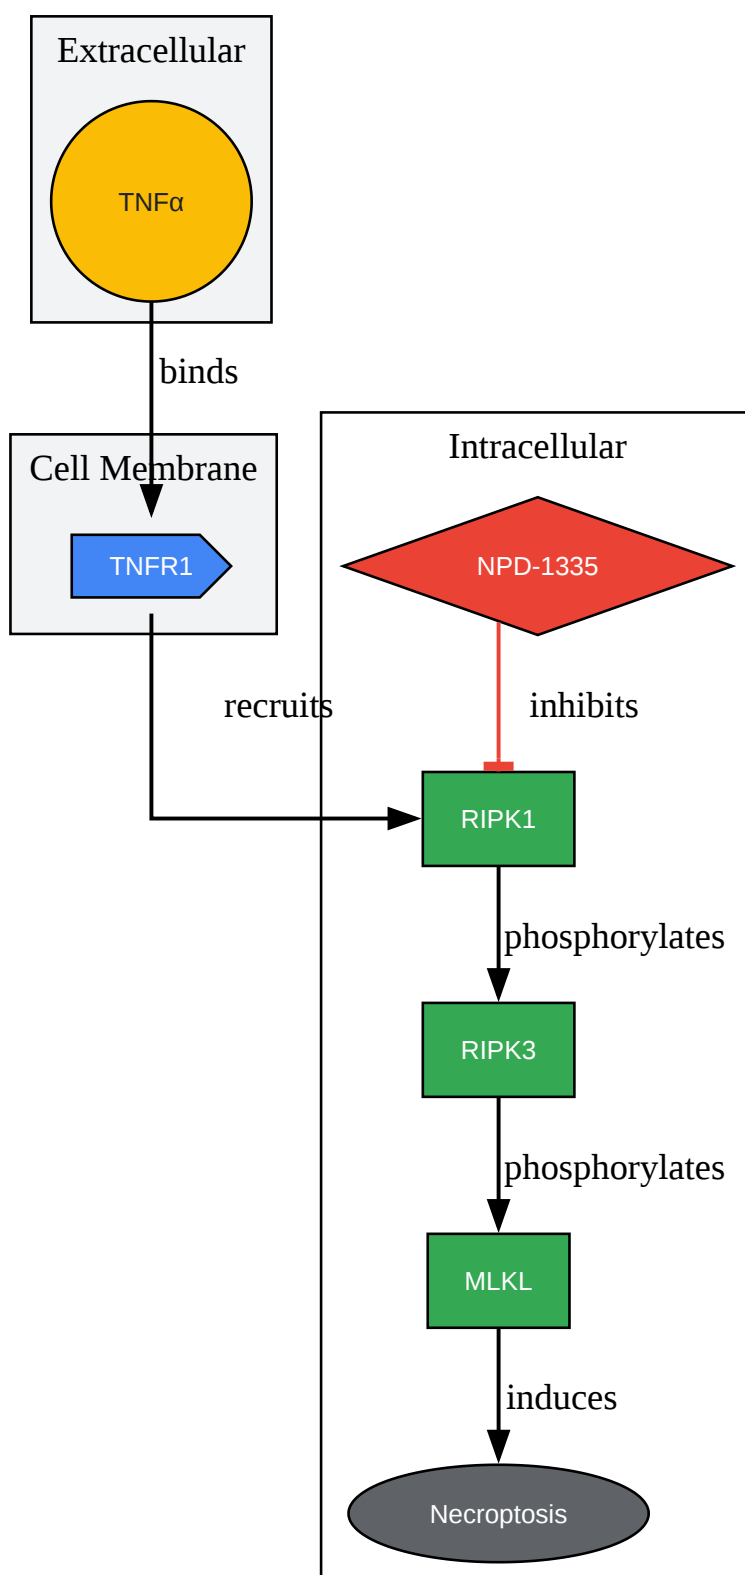 Extracellular
TNFα
binds
Cell Membrane
TNFR1
Intracellular
NPD-1335
recruits
inhibits
RIPK1
phosphorylates
RIPK3
phosphorylates
MLKL
induces
Necroptosis